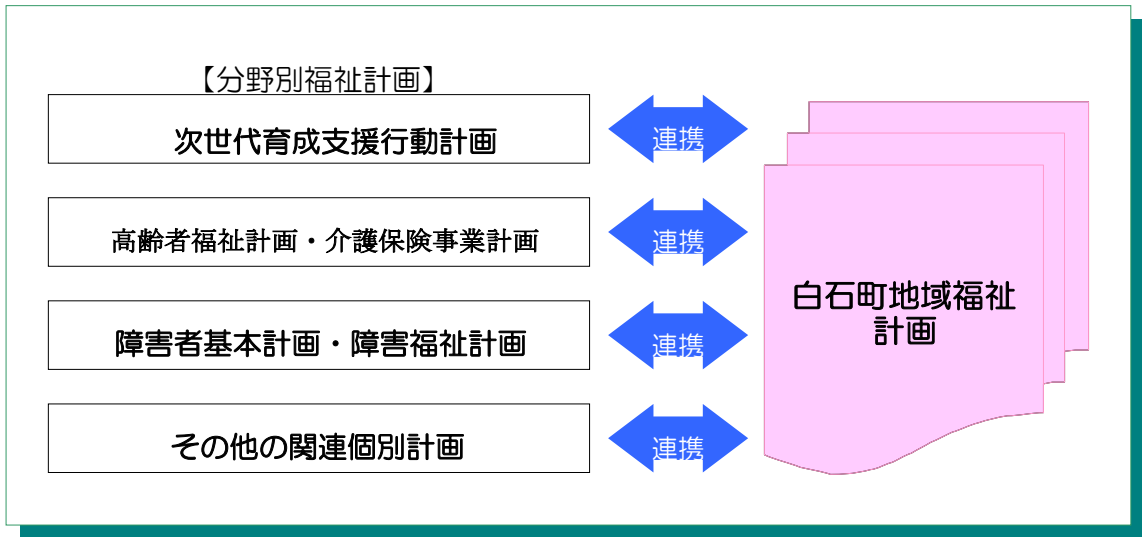 【分野別福祉計画】
次世代育成支援行動計画
連携
高齢者福祉計画・介護保険事業計画
連携
障害者基本計画・障害福祉計画
連携
その他の関連個別計画
連携
白石町地域福祉
計画